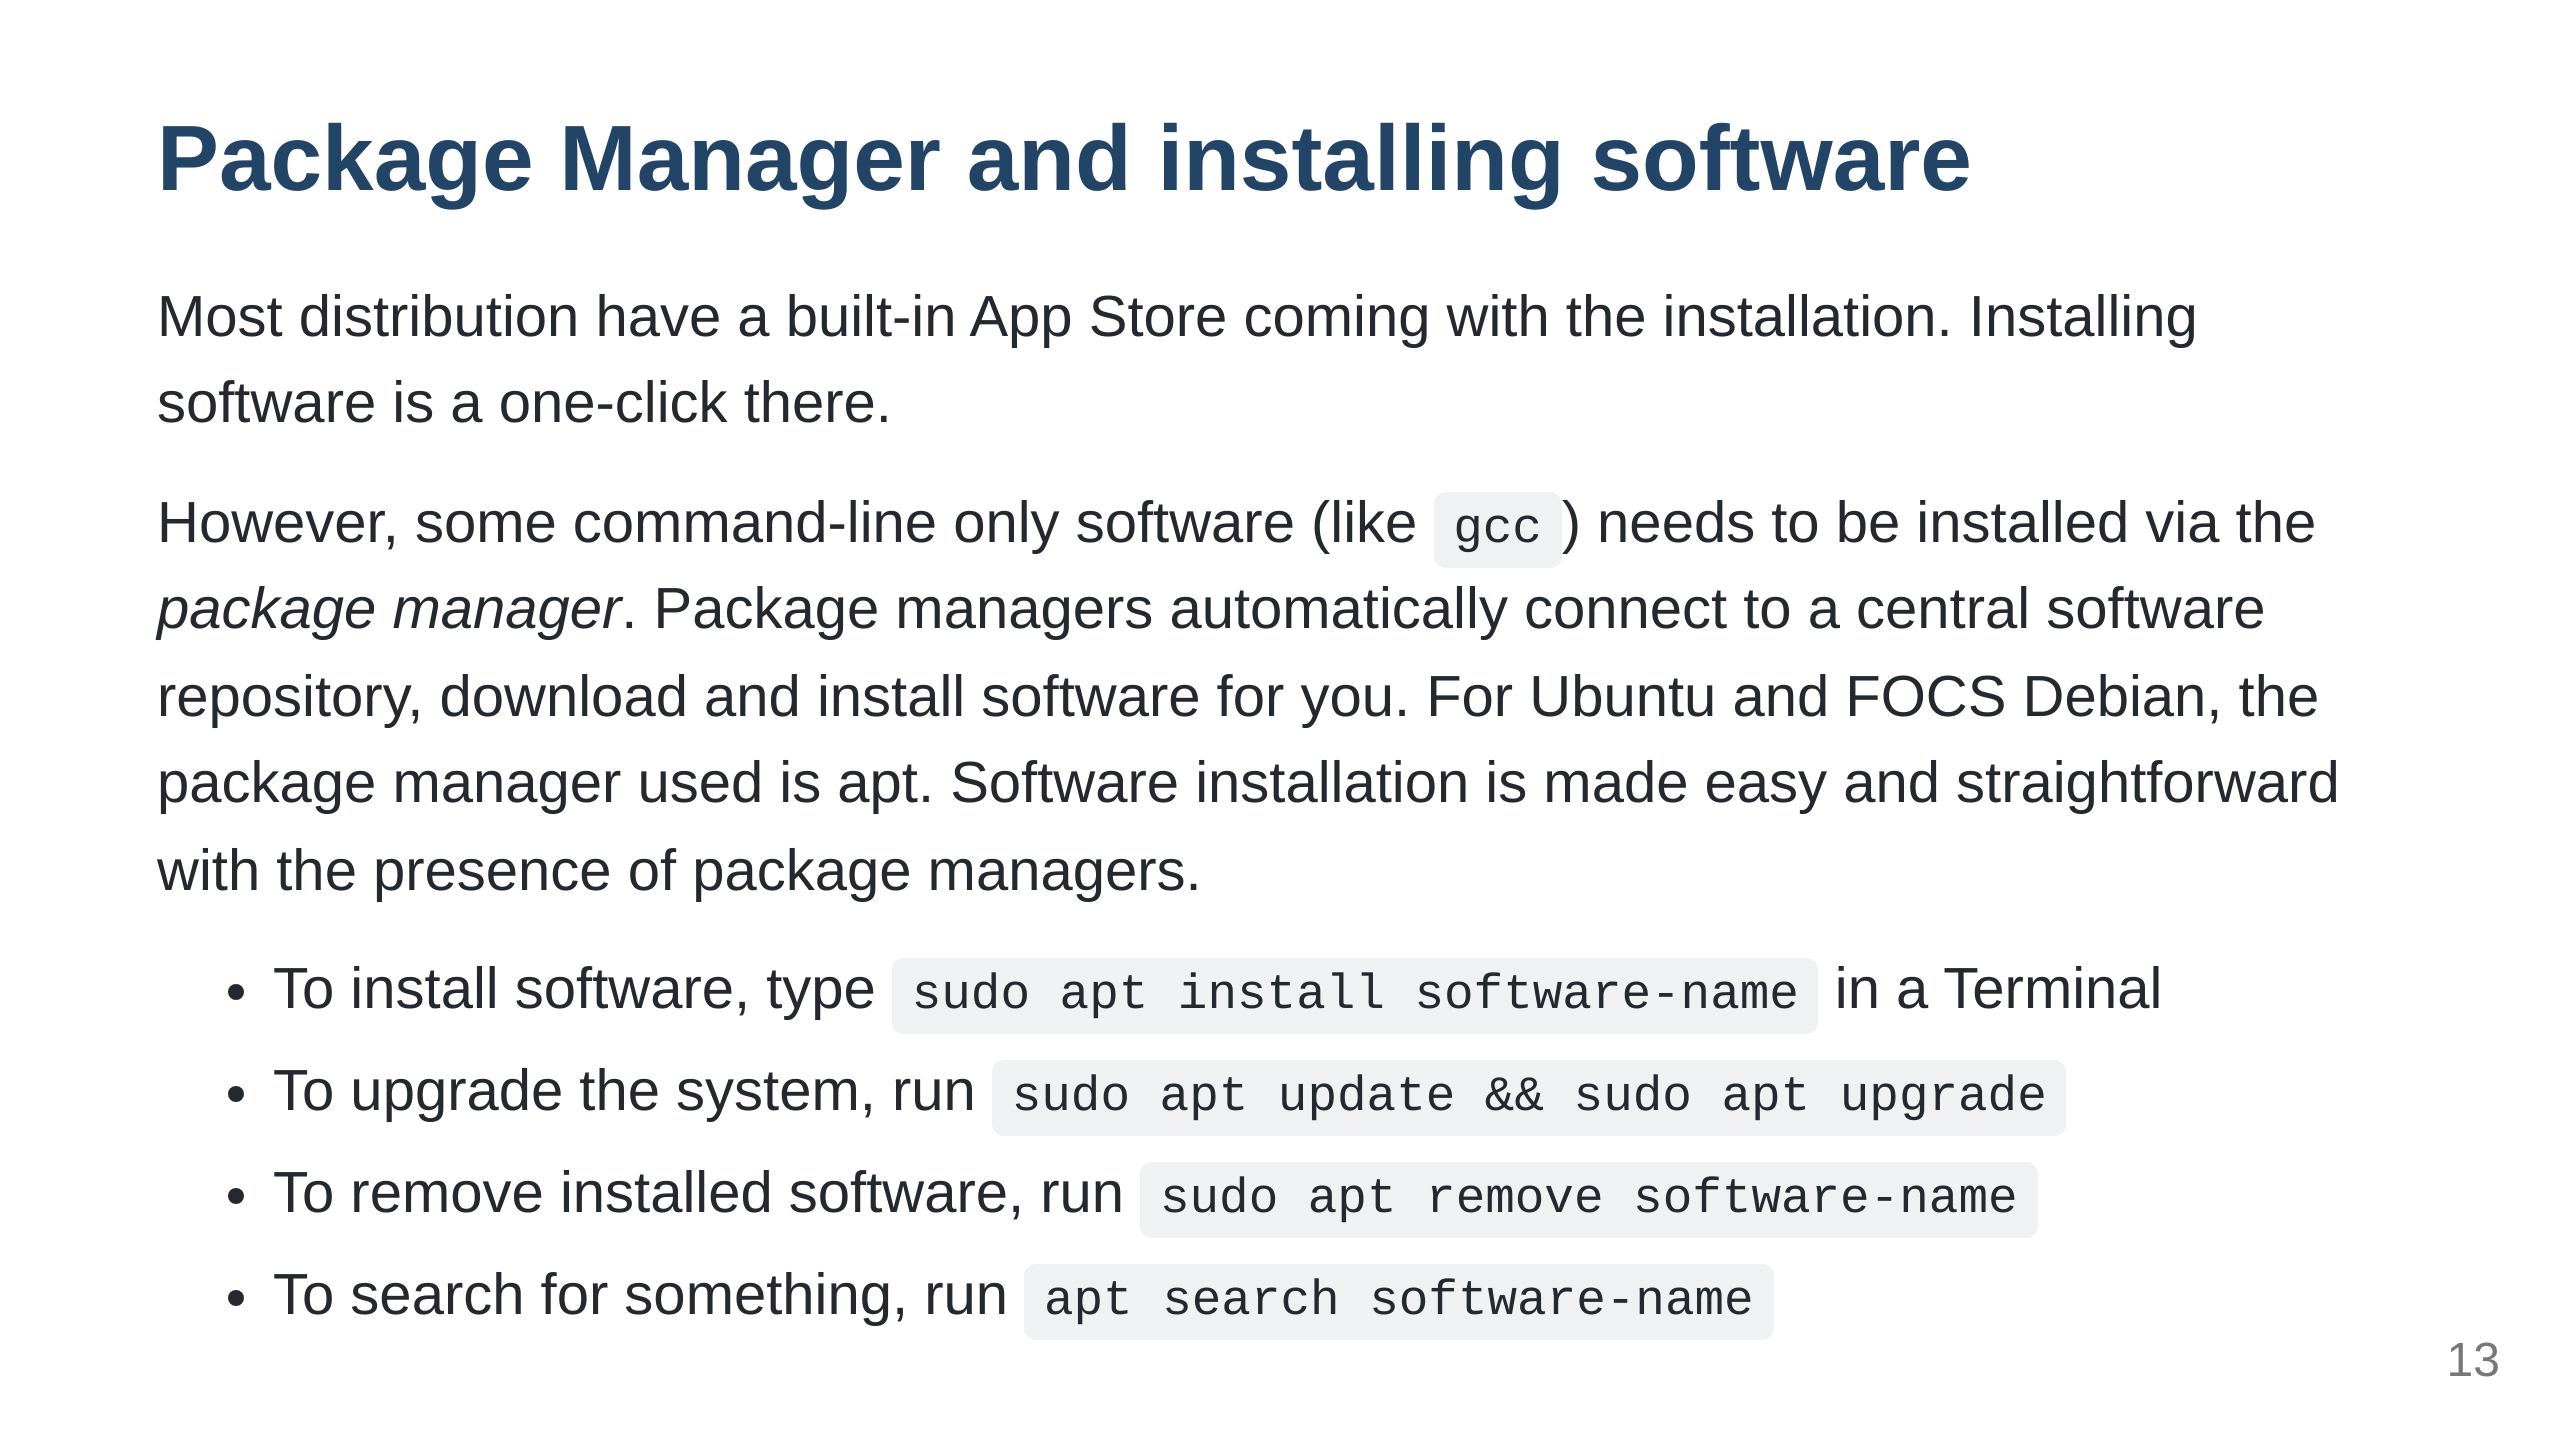 Package Manager and installing software
Most distribution have a built-in App Store coming with the installation. Installing
software is a one-click there.
However, some command-line only software (like gcc) needs to be installed via the
package manager. Package managers automatically connect to a central software
repository, download and install software for you. For Ubuntu and FOCS Debian, the
package manager used is apt. Software installation is made easy and straightforward
with the presence of package managers.
• To install software, type sudo apt install software-name in a Terminal
• To upgrade the system, run sudo apt update && sudo apt upgrade
• To remove installed software, run sudo apt remove software-name
• To search for something, run apt search software-name
13